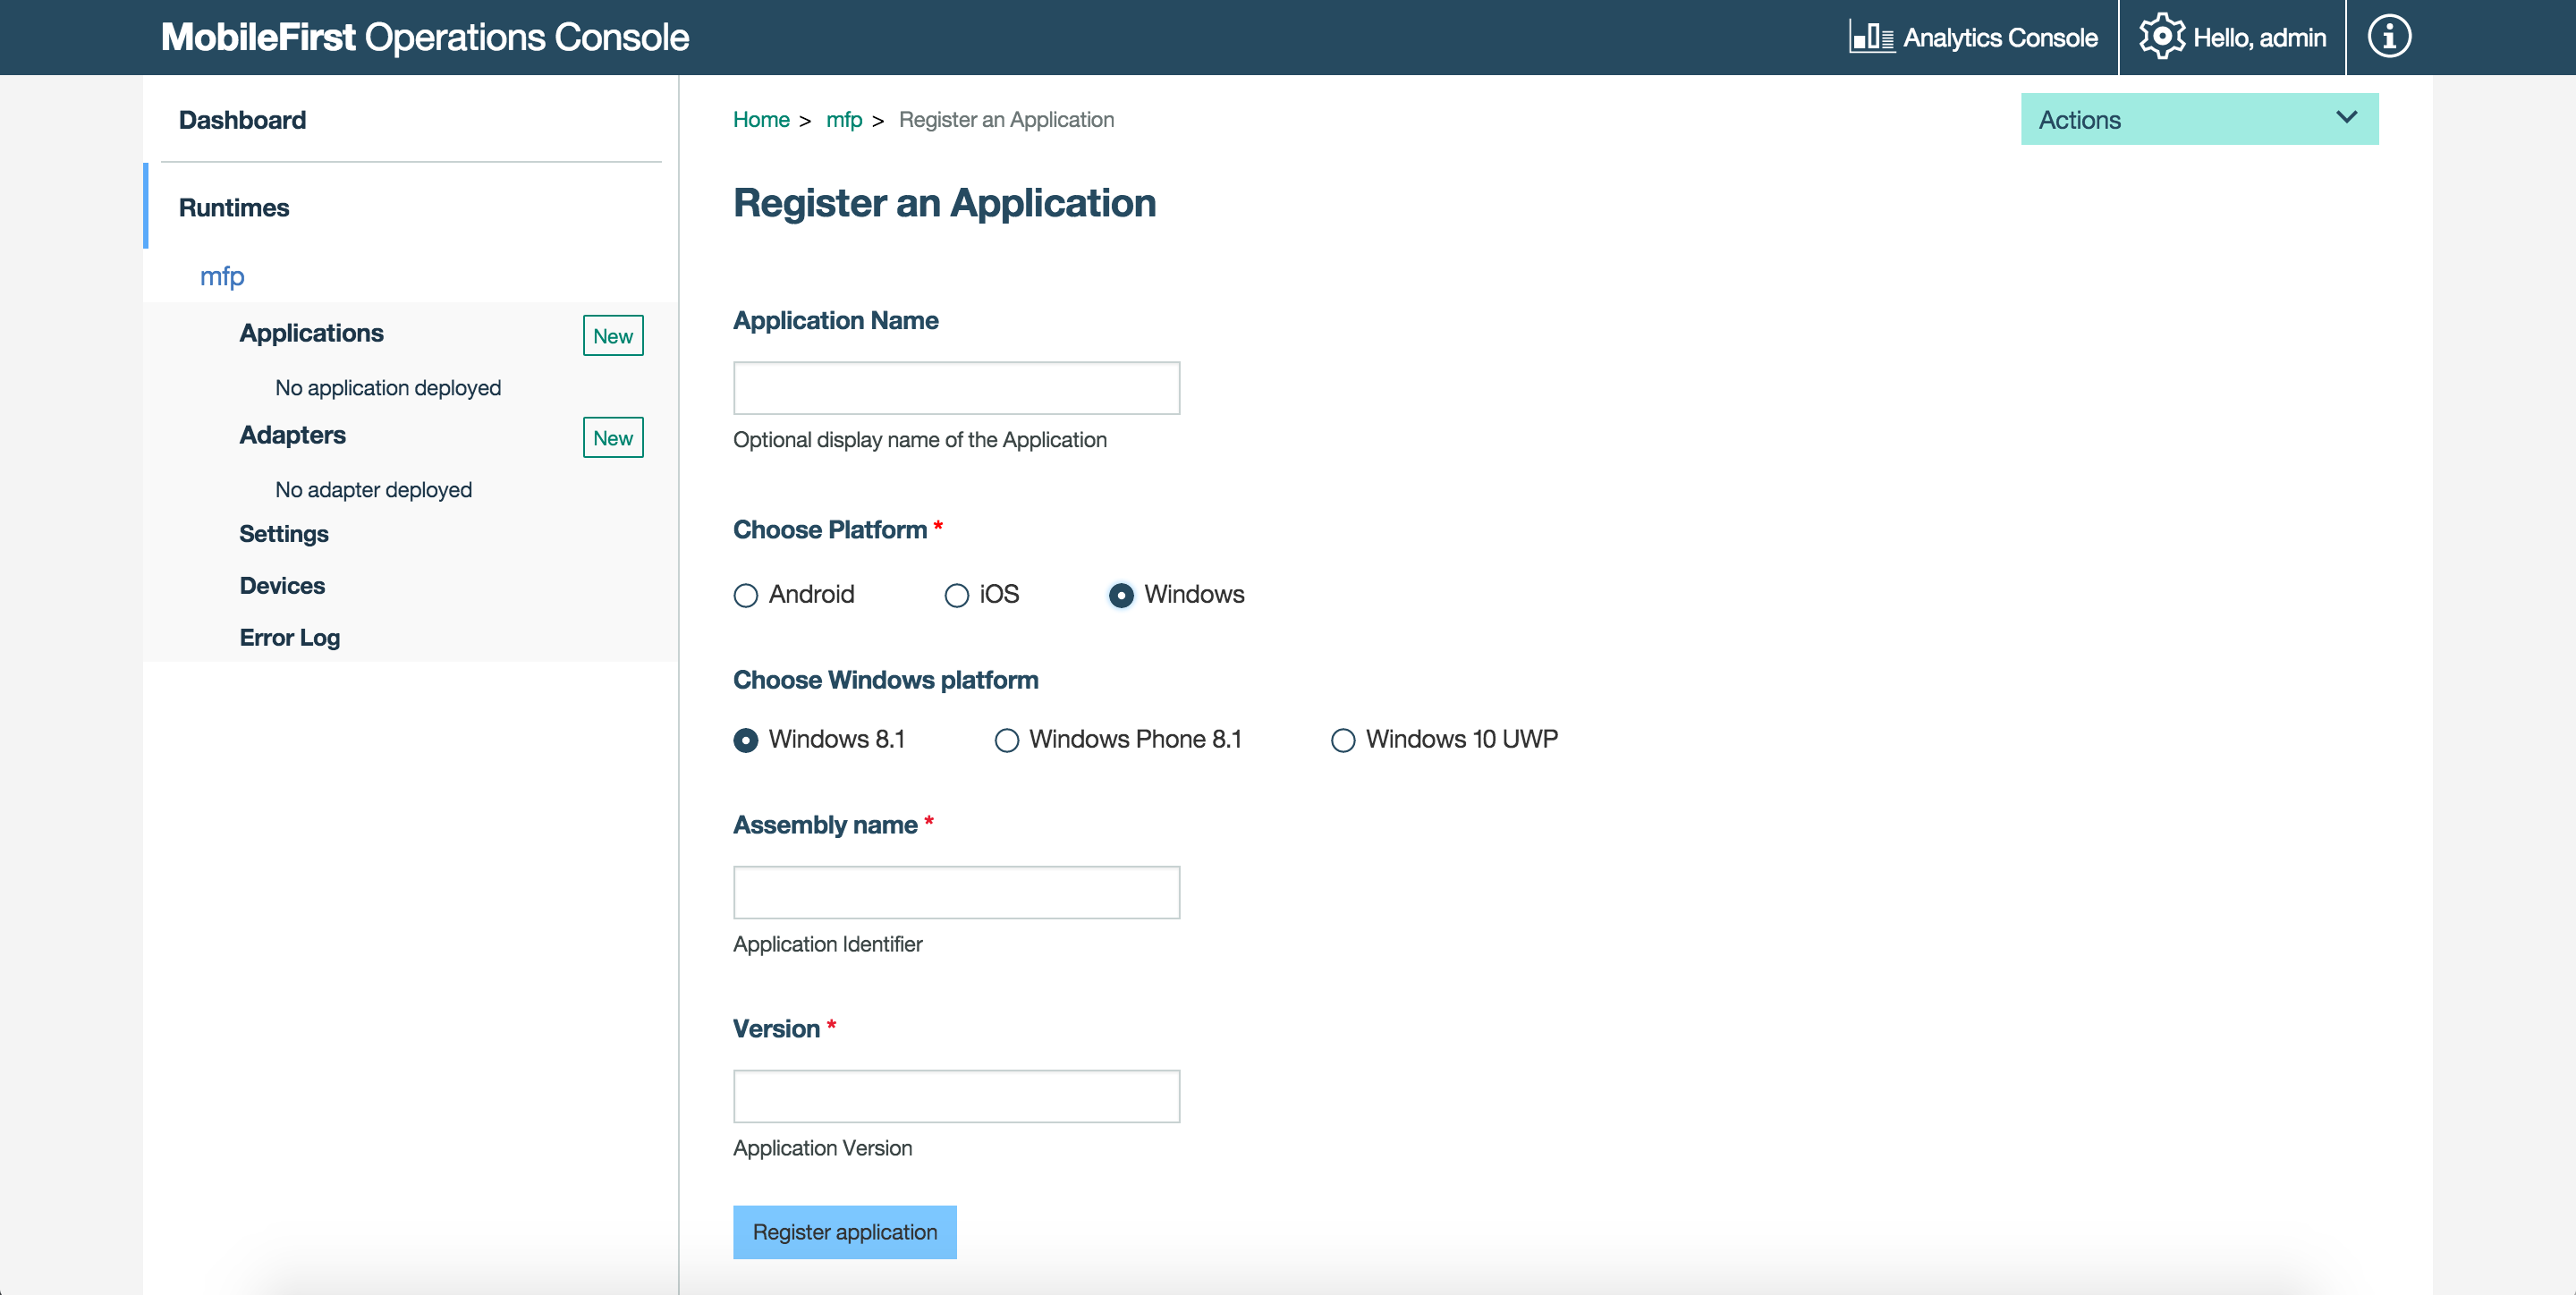 MobileFirst Operations Console
Analytics Console
Hello, admin
Dashboard
Runtimes
mfp
Applications
New
No application deployed
Adapters
New
No adapter deployed
Settings
Devices
Error Log
Home > mfp > Register an Application
Actions
Register an Application
Application Name
Optional display name of the Application
Choose Platform *
Android iOS Windows
Choose Windows platform
Windows 8.1 Windows Phone 8.1 Windows 10 UWP
Assembly name *
Application Identifier
Version *
Application Version
Register application